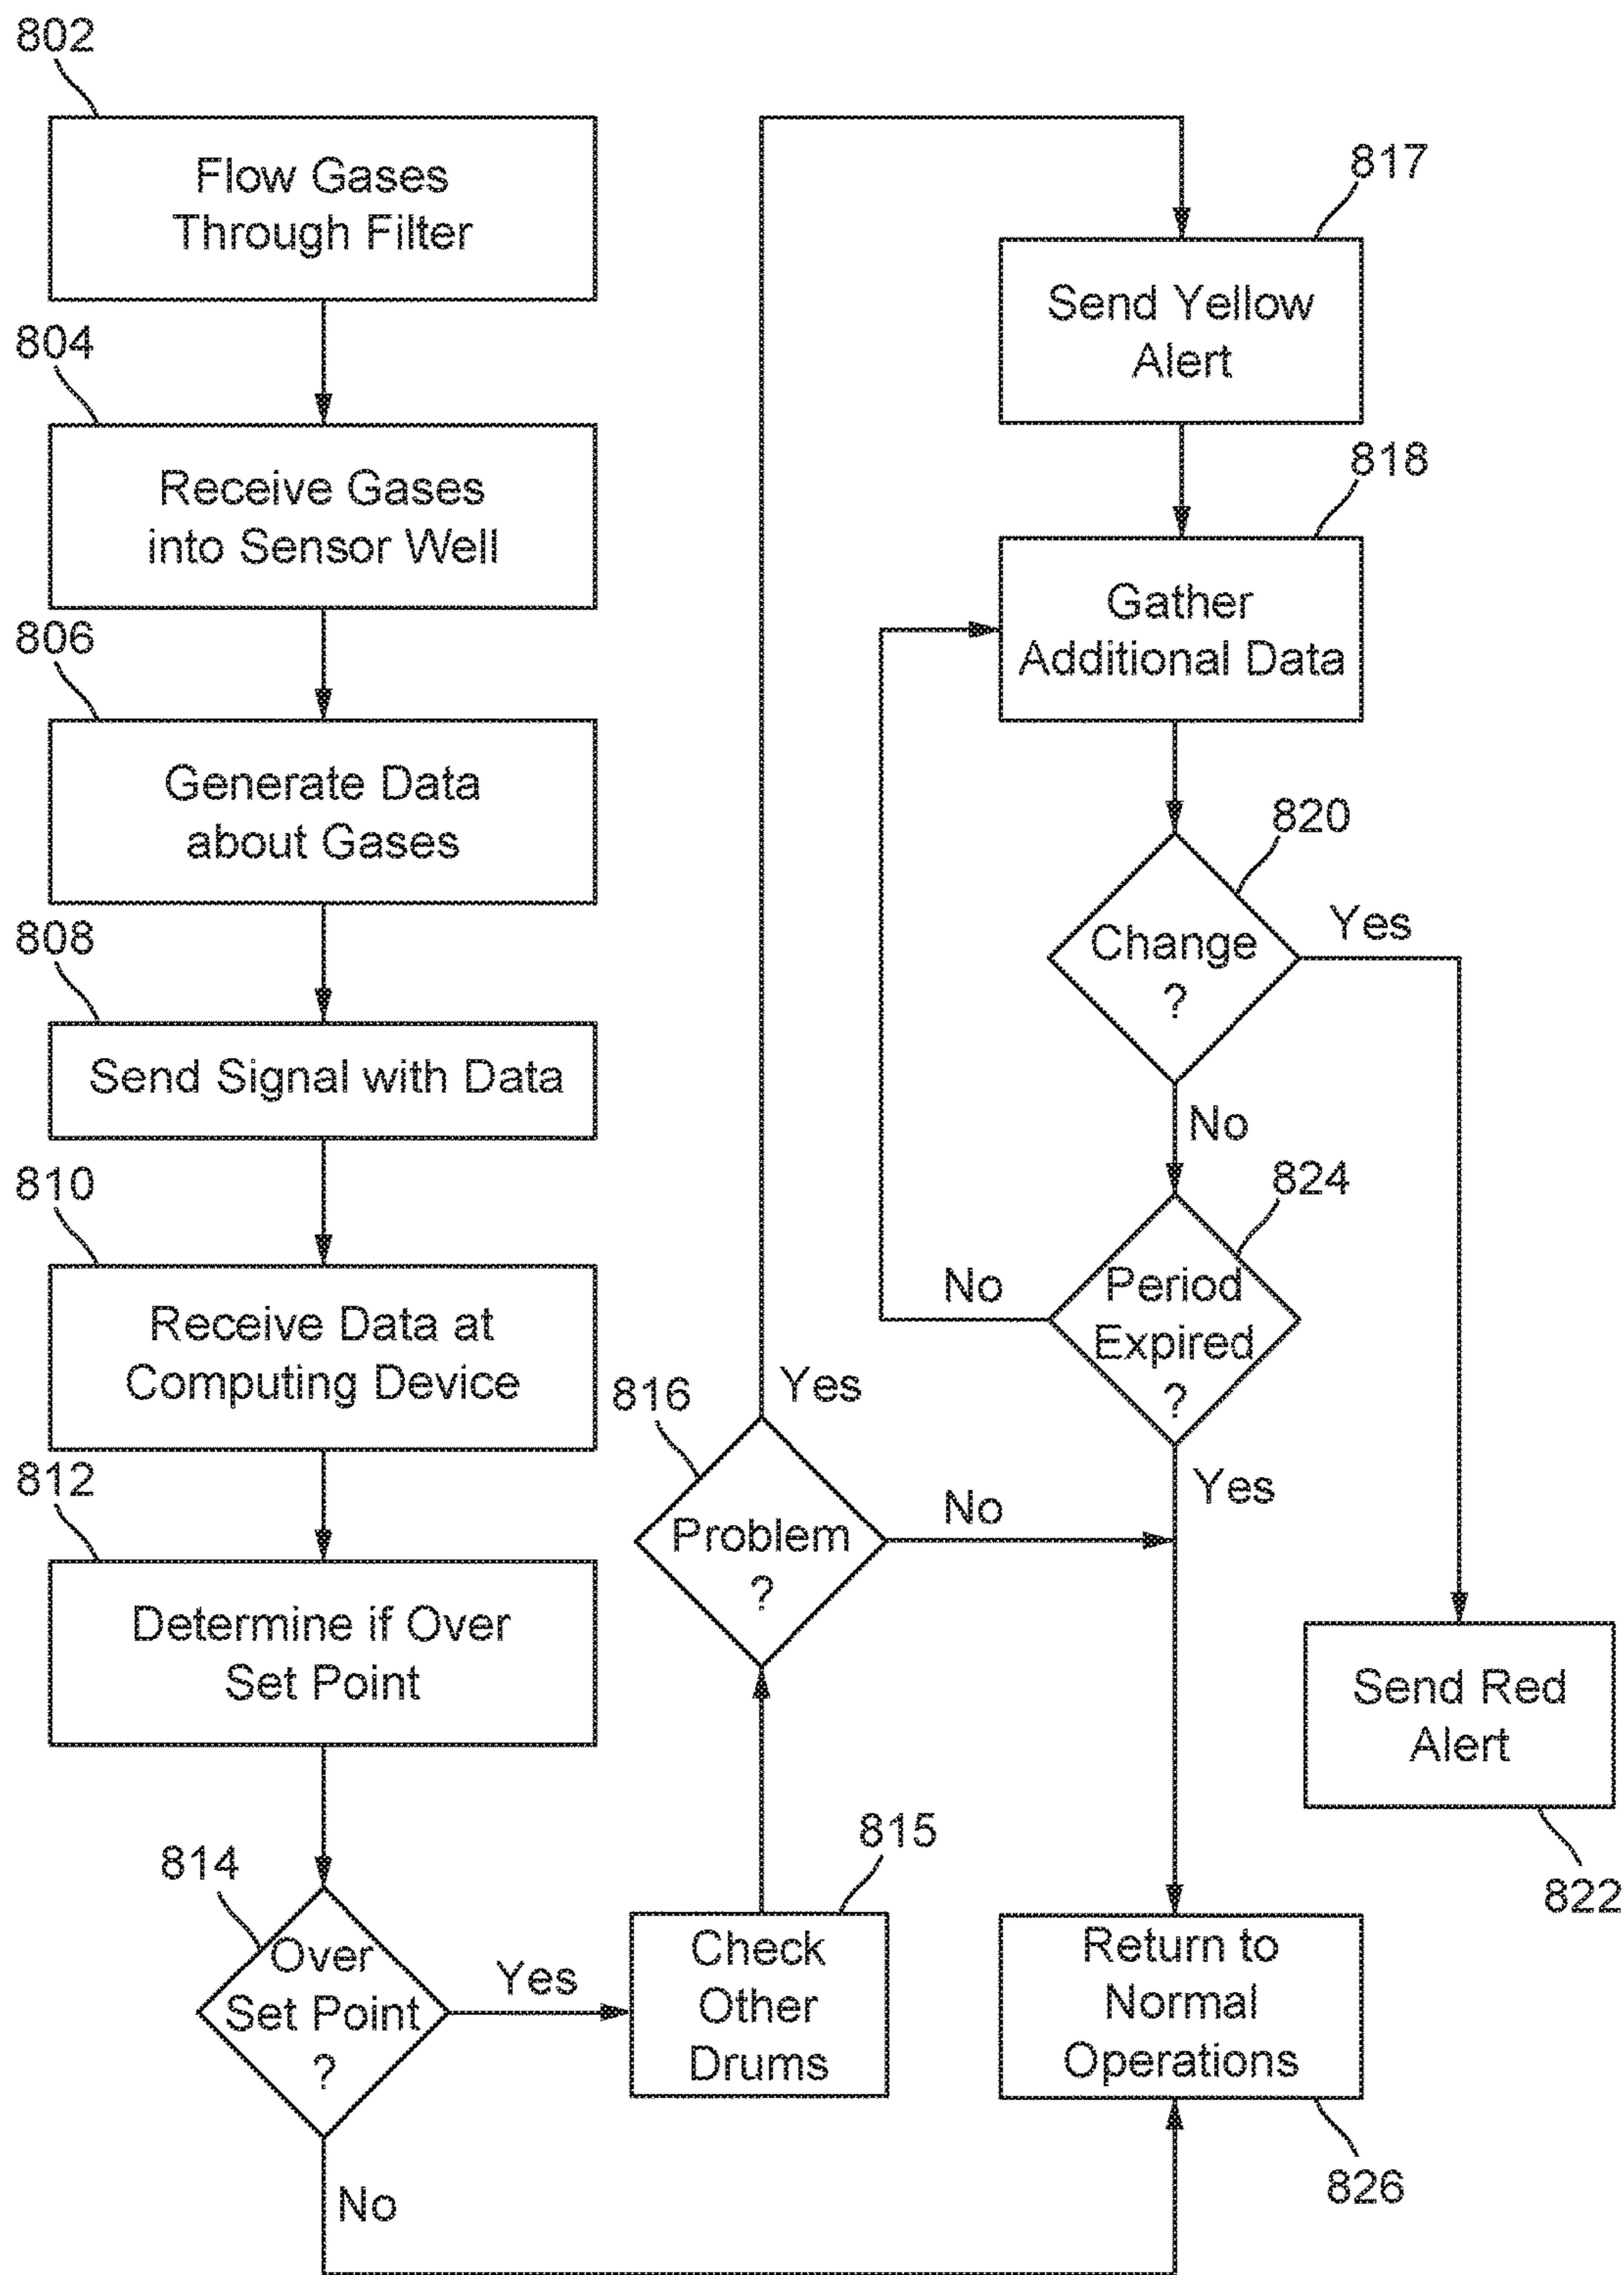 802
Flow Gases
Through Filter
804
Receive Gases
into Sensor Well
806
Generate Data
about Gases
808
Send Signal with Data
810
Receive Data at
Computing Device
812
Determine if Over
Set Point
814
Over
Set Point
?
Yes
No
815
Check
Other
Drums
816
Problem
?
Yes
No
817
Send Yellow
Alert
818
Gather
Additional Data
820
Change
?
Yes
No
824
Period
Expired
?
No
Yes
Send Red
Alert
822
Return to
Normal
Operations
826